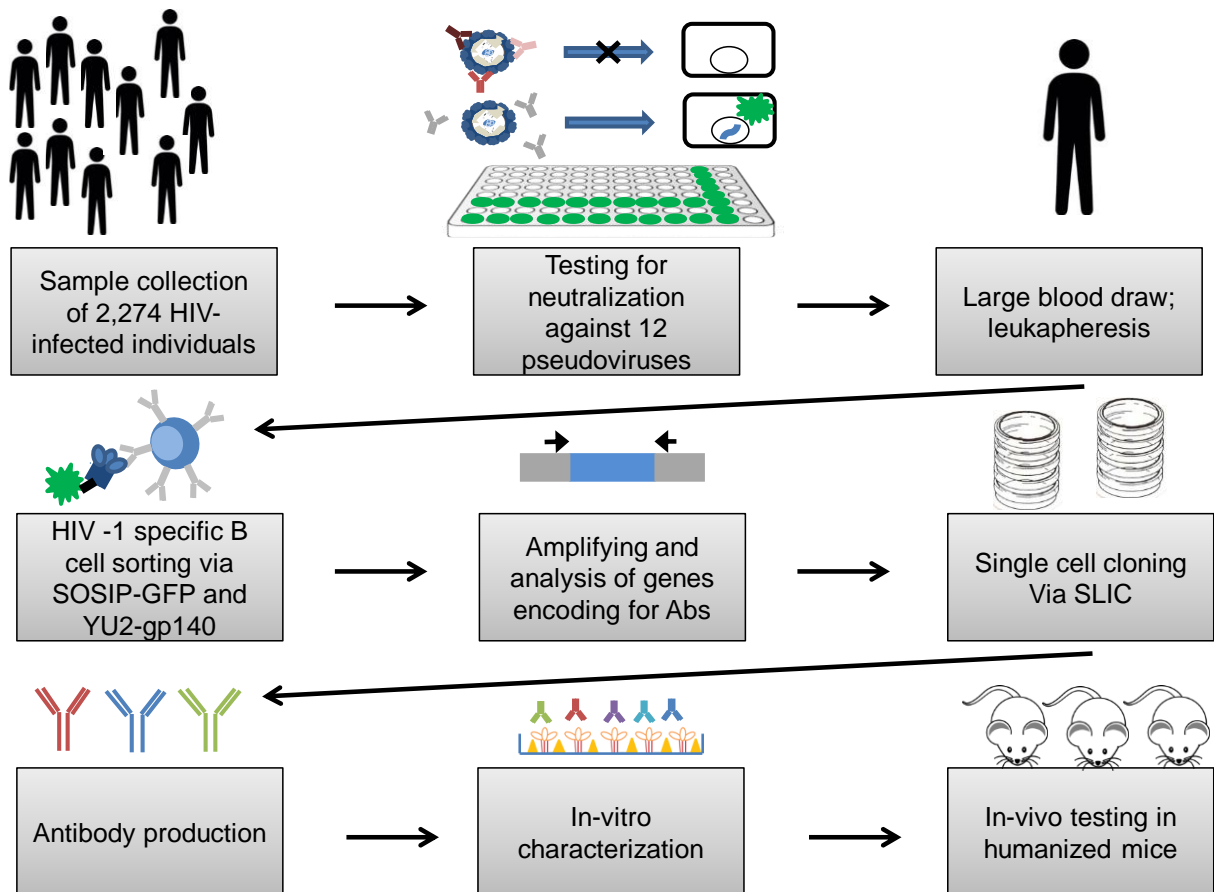 Sample collection
of 2,274 HIV-
infected individuals
Testing for
neutralization
against 12
pseudoviruses
Large blood draw;
leukapheresis
HIV -1 specific B
cell sorting via
SOSIP-GFP and
YU2-gp140
Amplifying and
analysis of genes
encoding for Abs
Single cell cloning
Via SLIC
Antibody production
In-vitro
characterization
In-vivo testing in
humanized mice